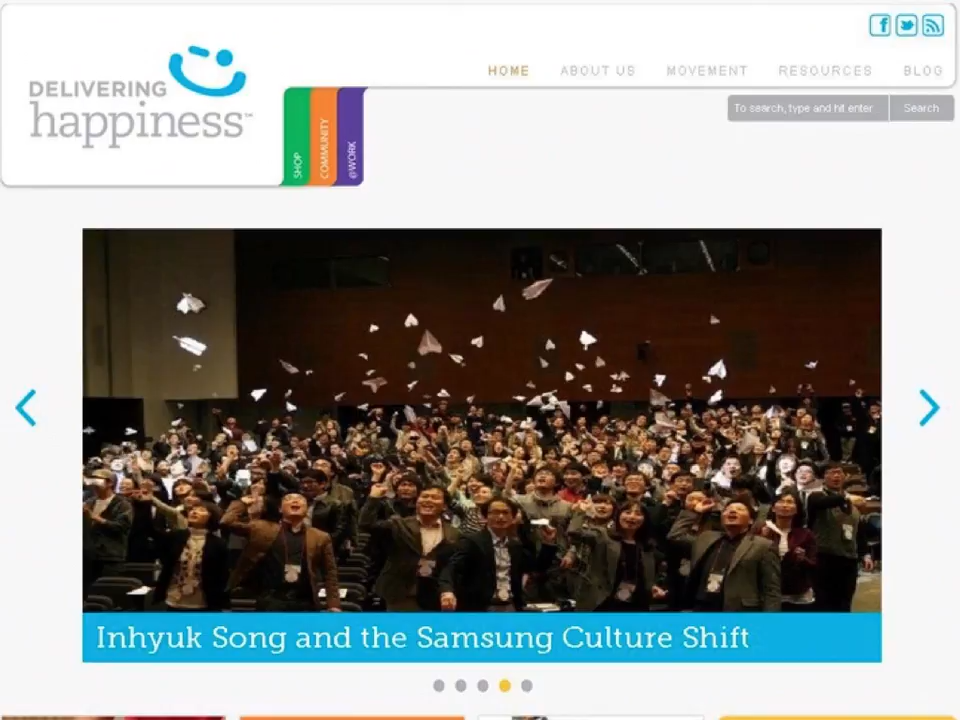 DELIVERING
happiness™
SHOP
COMMUNITY
@WORK
HOME ABOUT US MOVEMENT RESOURCES BLOG
To search, type and hit enter Search
Inhyuk Song and the Samsung Culture Shift